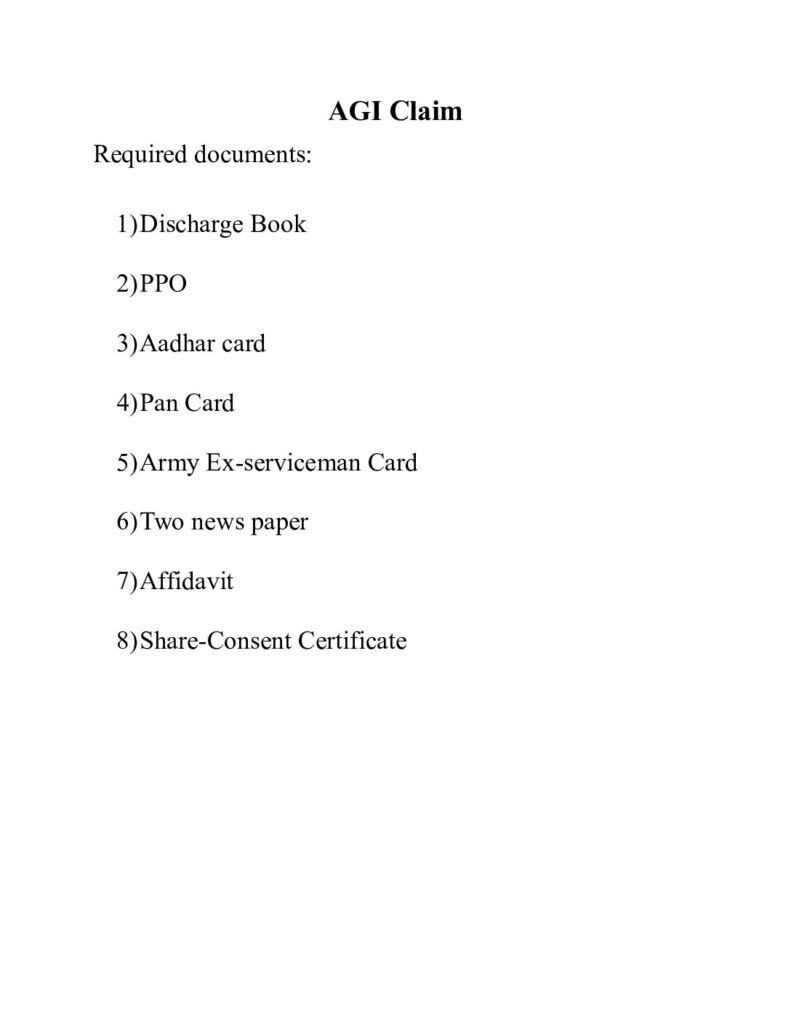 AGI Claim
Required documents:
1)Discharge Book
2)PPO
3)Aadhar card
4)Pan Card
5)Army Ex-serviceman Card
6)Two news paper
7)Affidavit
8)Share-Consent Certificate